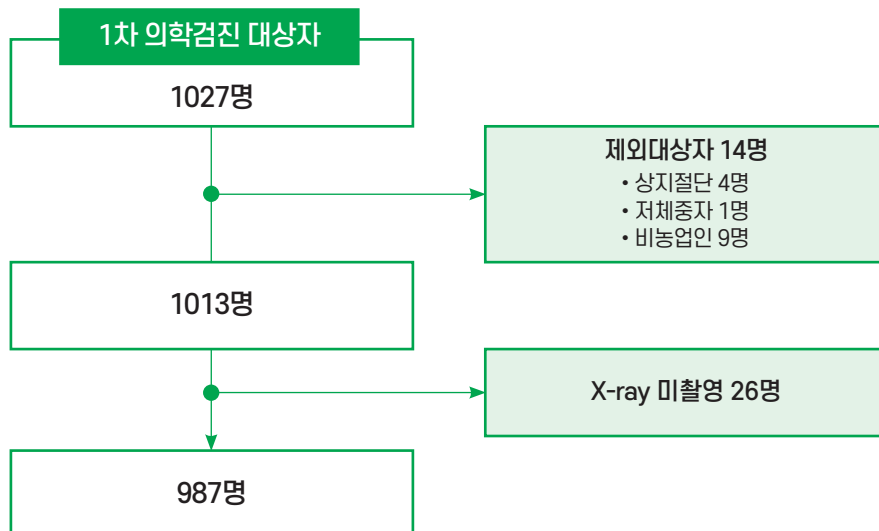 1차 의학검진 대상자
1027명
제외대상자 14명
• 상지절단 4명
• 저체중자 1명
• 비농업인 9명
1013명
X-ray 미촬영 26명
987명